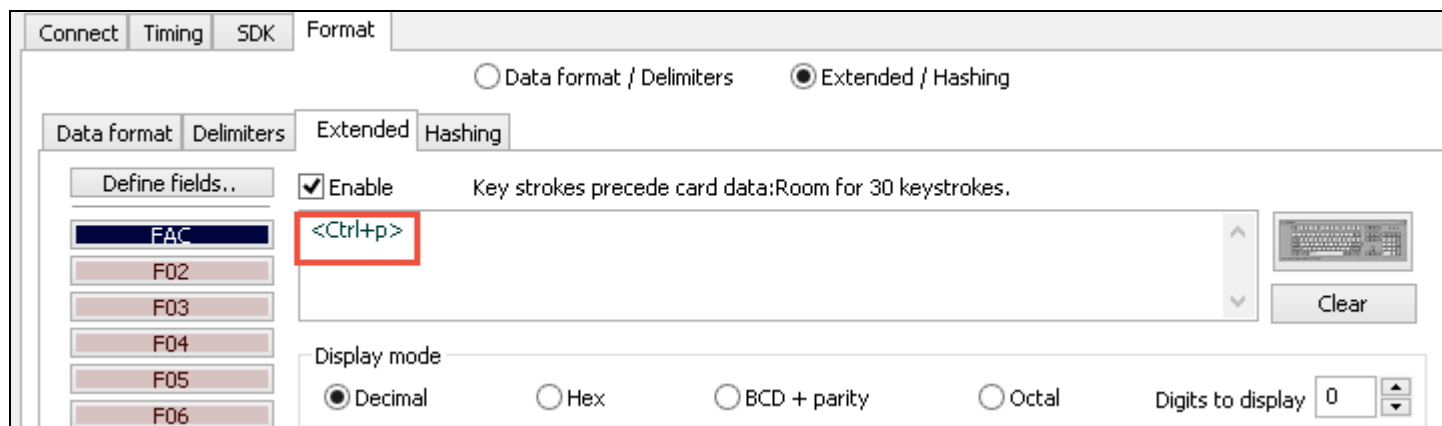 Connect Timing SDK Format
Data format / Delimiters Extended / Hashing
Data format Delimiters Extended Hashing
Define fields.. Enable Key strokes precede card data:Room for 30 keystrokes.
FAC <Ctrl+p>
F02
F03 Clear
F04
Display mode
F05
Decimal Hex BCD + parity Octal Digits to display 0
F06